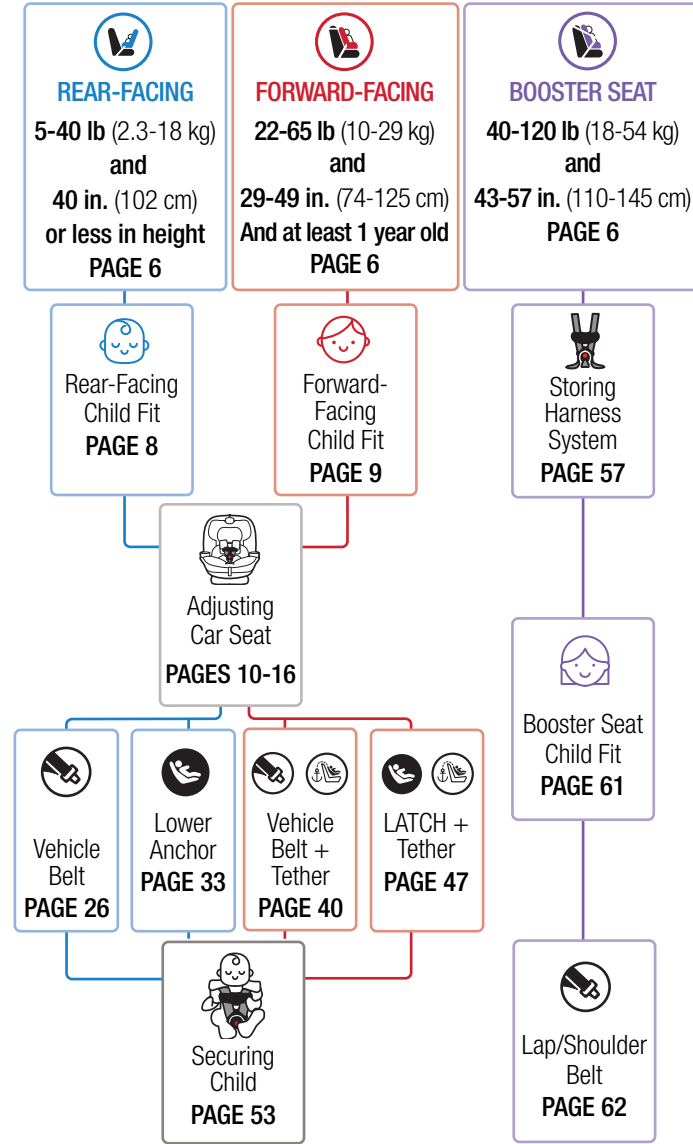 REAR-FACING
5-40 lb (2.3-18 kg)
and
40 in. (102 cm)
or less in height
PAGE 6
FORWARD-FACING
22-65 lb (10-29 kg)
and
29-49 in. (74-125 cm)
And at least 1 year old
PAGE 6
BOOSTER SEAT
40-120 lb (18-54 kg)
and
43-57 in. (110-145 cm)
PAGE 6
Rear-Facing
Child Fit
PAGE 8
Forward-
Facing
Child Fit
PAGE 9
Storing
Harness
System
PAGE 57
Adjusting
Car Seat
PAGES 10-16
Booster Seat
Child Fit
PAGE 61
Vehicle
Belt
PAGE 26
Lower
Anchor
PAGE 33
Vehicle
Belt +
Tether
PAGE 40
LATCH +
Tether
PAGE 47
Securing
Child
PAGE 53
Lap/Shoulder
Belt
PAGE 62